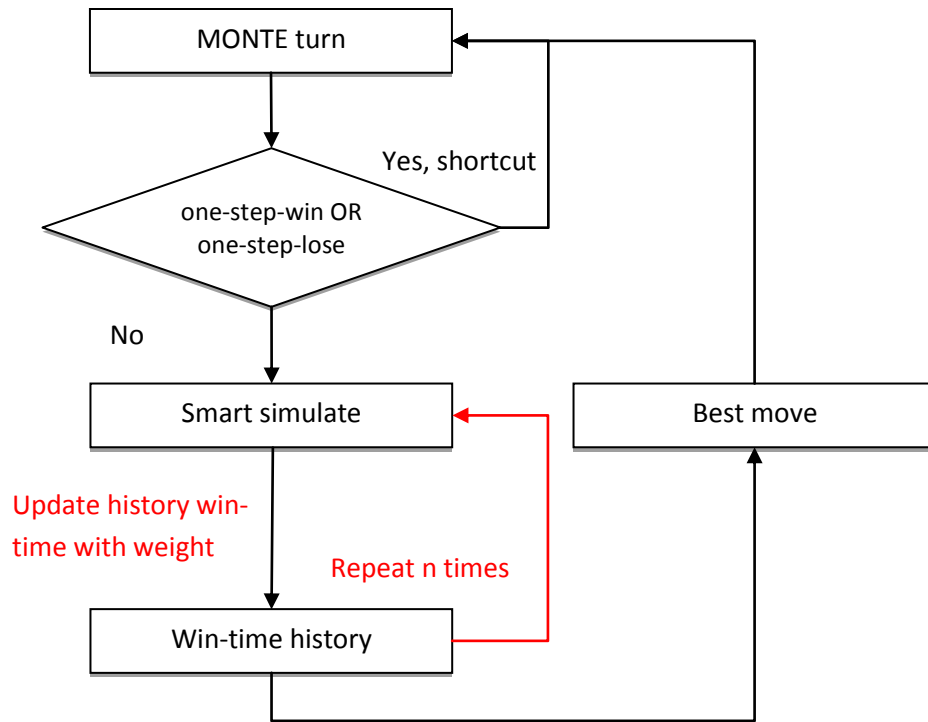 MONTE turn
Yes, shortcut
one-step-win OR
one-step-lose
No
Smart simulate
Best move
Update history win-
time with weight
Repeat n times
Win-time history